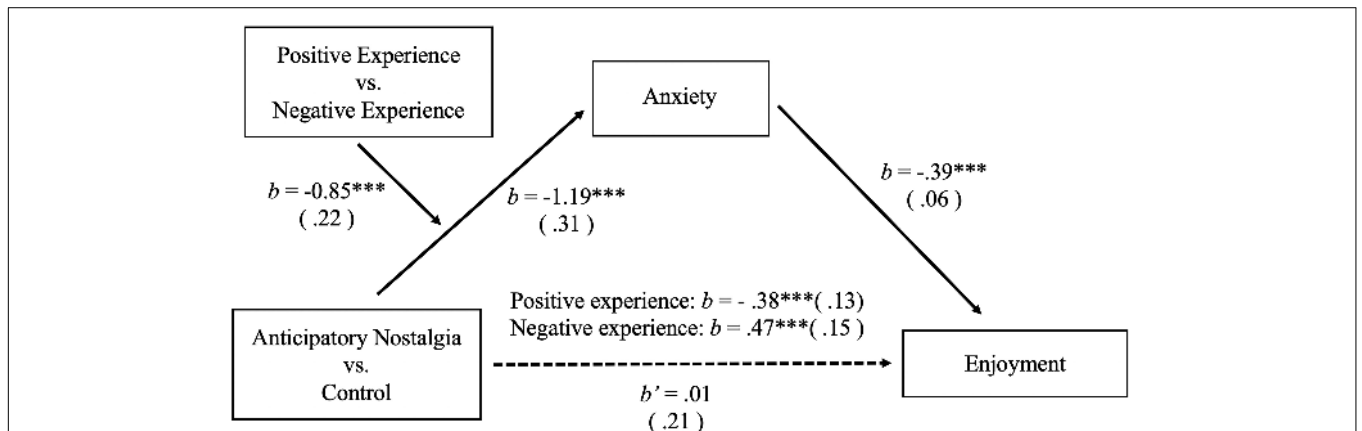 Positive Experience
vs.
Negative Experience
Anxiety
b = -0.85***
( .22 )
b = -1.19***
( .31 )
b = -.39***
( .06 )
Positive experience: b = - .38***( .13)
Negative experience: b = .47***( .15 )
Anticipatory Nostalgia
vs.
Control
Enjoyment
b' = .01
( .21 )